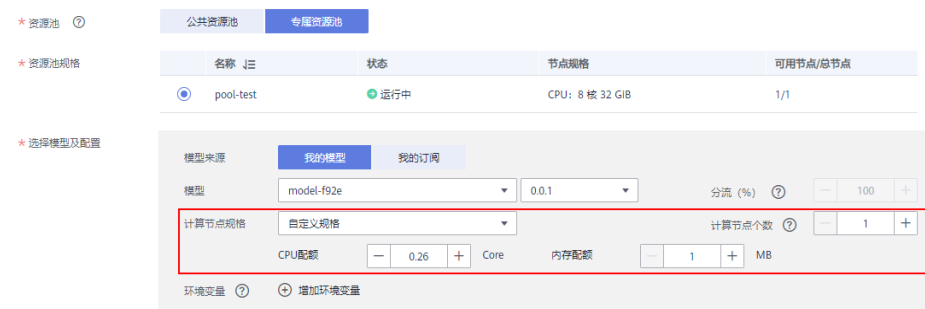 * 资源池 ? 公共资源池 专属资源池
* 资源池规格 名称 状态 节点规格 可用节点/总节点
pool-test 运行中 CPU：8 核 32 GiB 1/1
* 选择模型及配置
模型来源 我的模型 我的订阅
模型 model-f92e 0.0.1 分流（%） ? — 100 +
计算节点规格 自定义规格 计算节点个数 ? — 1 +
CPU配额 — 0.26 + Core 内存配额 — 1 + MB
环境变量 ? + 增加环境变量